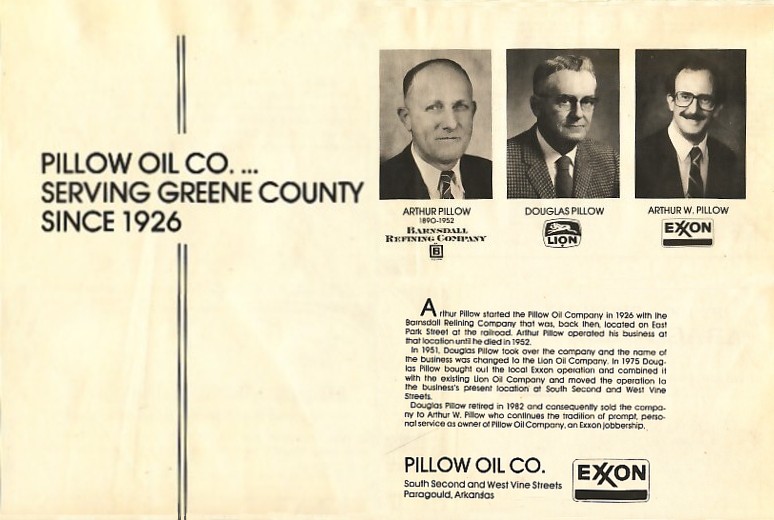 PILLOW OIL CO. ...
SERVING GREENE COUNTY
SINCE 1926
ARTHUR PILLOW
1890-1952
BARNSDALL
REFINING COMPANY
B
DOUGLAS PILLOW
LION
ARTHUR W. PILLOW
EXXON
Arthur Pillow started the Pillow Oil Company in 1926 with the
Barnsdall Refining Company that was, back then, located on East
Park Street at the railroad. Arthur Pillow operated his business at
that location until he died in 1952.
In 1951, Douglas Pillow took over the company and the name of
the business was changed to the Lion Oil Company. In 1975 Doug-
las Pillow bought out the local Exxon operation and combined it
with the existing Lion Oil Company and moved the operation to
the business's present location at South Second and West Vine
Streets.
Douglas Pillow retired in 1982 and consequently sold the compa-
ny to Arthur W. Pillow who continues the tradition of prompt, perso-
nal service as owner of Pillow Oil Company, an Exxon jobbership.
PILLOW OIL CO.
South Second and West Vine Streets
Paragould, Arkansas
EXXON